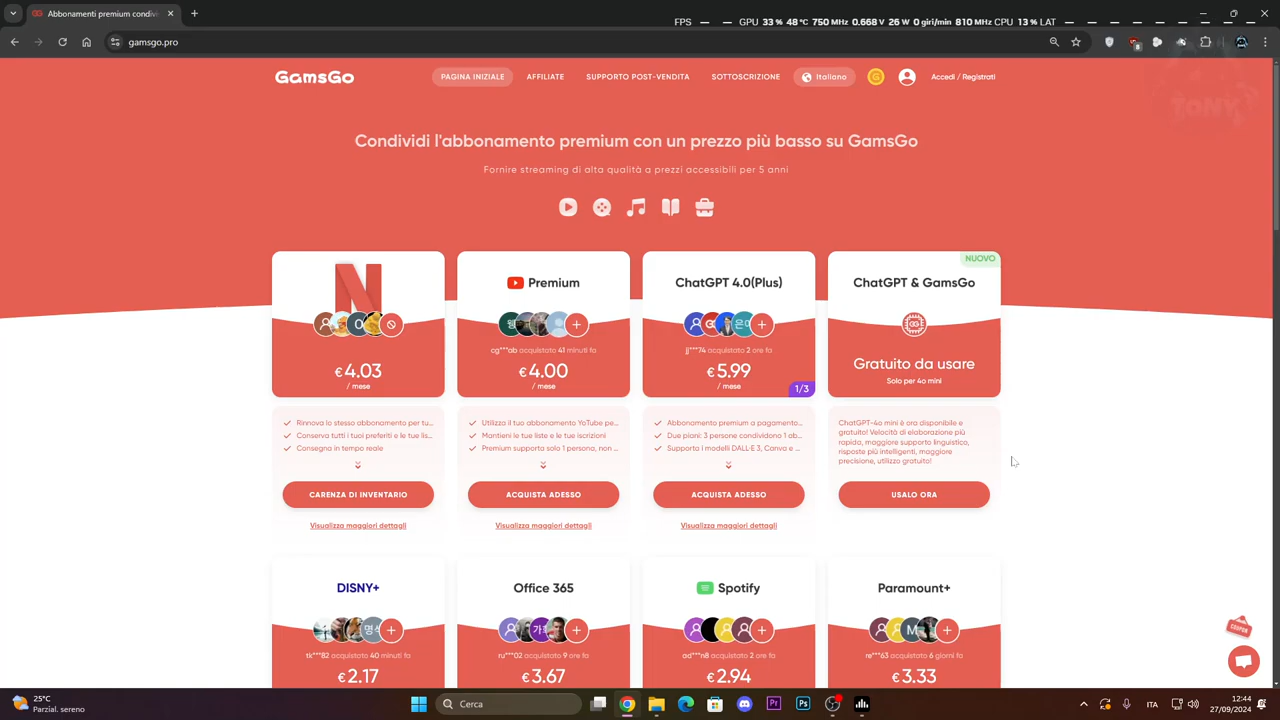 Annunci abbonamenti premium condivi
FPS — — GPU 33 % 48 °C 750 MHz 0.668 V 26 W 0 giri/min 810 MHz CPU 13 % LAT —
gamsgo.pro
GamsGo
PAGINA INIZIALE
AFFILIATE
SUPPORTO POST-VENDITA
SOTTOSCRIZIONE
Italiano
Accedi / Registrati
TONY
Condividi l'abbonamento premium con un prezzo più basso su GamsGo
Fornire streaming di alta qualità a prezzi accessibili per 5 anni
€4.03
/ mese
Rinnova lo stesso abbonamento per tu...
Conserva tutti i tuoi preferiti e le tue lis...
Consegna in tempo reale
CARENZA DI INVENTARIO
Visualizza maggiori dettagli
Premium
cg***ab acquistato 41 minuti fa
€4.00
/ mese
Utilizza il tuo abbonamento YouTube pe...
Mantieni le tue liste e le tue iscrizioni
Premium supporta solo 1 persona, non ...
ACQUISTA ADESSO
Visualizza maggiori dettagli
ChatGPT 4.0(Plus)
jj***74 acquistato 2 ore fa
€5.99
/ mese
1/3
Abbonamento premium a pagamento...
Due piani: 3 persone condividono 1 ab...
Supporta i modelli DALL·E 3, Canva e ...
ACQUISTA ADESSO
Visualizza maggiori dettagli
NUOVO
ChatGPT & GamsGo
Gratuito da usare
Solo per 4o mini
ChatGPT-4o mini è ora disponibile e
gratuito! Velocità di elaborazione più
rapida, maggiore supporto linguistico,
risposte più intelligenti, maggiore
precisione, utilizzo gratuito!
USALO ORA
DISNY+
tk***82 acquistato 40 minuti fa
€2.17
Office 365
ru***02 acquistato 9 ore fa
€3.67
Spotify
ad***n8 acquistato 2 ore fa
€2.94
Paramount+
M
re***63 acquistato 6 giorni fa
€3.33
COUPON
25°C
Parzial. sereno
Cerca
ITA
12:44
27/09/2024